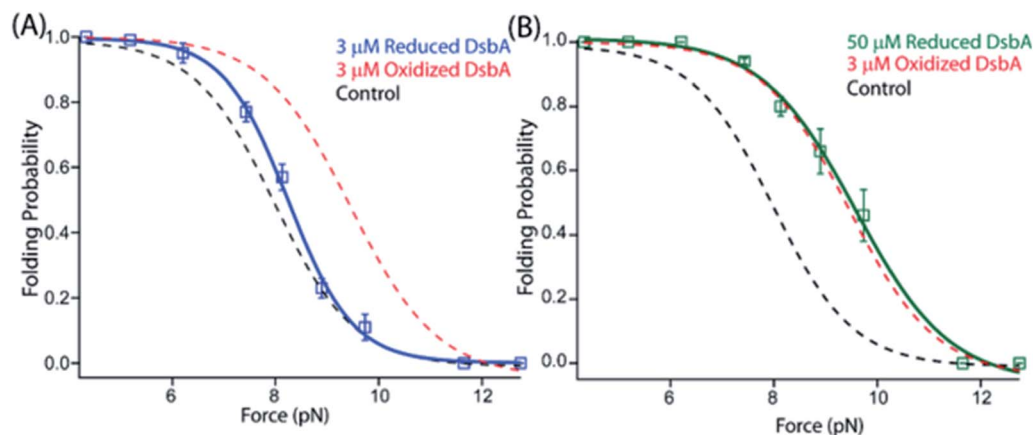 (A)
3 μM Reduced DsbA
3 μM Oxidized DsbA
Control
Folding Probability
1.0
0.8
0.6
0.4
0.2
0.0
6
8
10
12
Force (pN)
(B)
50 μM Reduced DsbA
3 μM Oxidized DsbA
Control
Folding Probability
1.0
0.8
0.6
0.4
0.2
0.0
6
8
10
12
Force (pN)